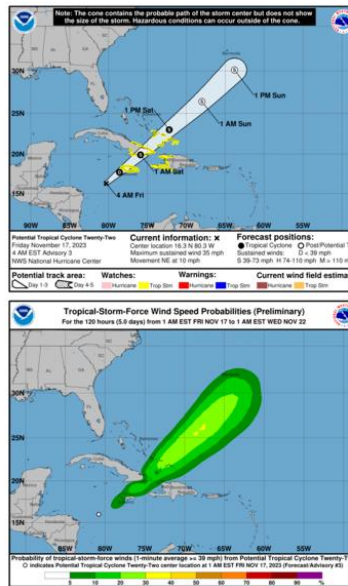 Note: The cone contains the probable path of the storm center but does not show
the size of the storm. Hazardous conditions can occur outside of the cone.
30N
25N
20N
15N
1 PM Sun
1 AM Sun
1 PM Sat
1 AM Sat
4 AM Fri
90W 85W 80W 75W 70W 65W 60W
Potential Tropical Cyclone Twenty-Two
Friday November 17, 2023
4 AM EST Advisory 3
NWS National Hurricane Center
Current information: x
Center location 16.3 N 80.3 W
Maximum sustained wind 35 mph
Movement NE at 10 mph
Forecast positions:
Tropical Cyclone Post/Potential T
Sustained winds: D < 39 mph
S 39-73 mph H 74-110 mph M > 110 m
Potential track area:
Day 1-3 Day 4-5
Watches:
Hurricane Trop Stm
Warnings:
Hurricane Trop Stm
Current wind field estima
Hurricane Trop Stm
Tropical-Storm-Force Wind Speed Probabilities (Preliminary)
For the 120 hours (5.0 days) from 1 AM EST FRI NOV 17 to 1 AM EST WED NOV 22
30N
25N
20N
15N
85W 80W 75W 70W 65W 60W 55W
Probability of tropical-storm-force winds (1-minute average >= 39 mph) from Potential Tropical Cyclon
indicates Potential Tropical Cyclone Twenty-Two center location at 1 AM EST FRI NOV 17, 2023 (Forecast/Advisory #3)
5 10 20 30 40 50 60 70 80 90 %